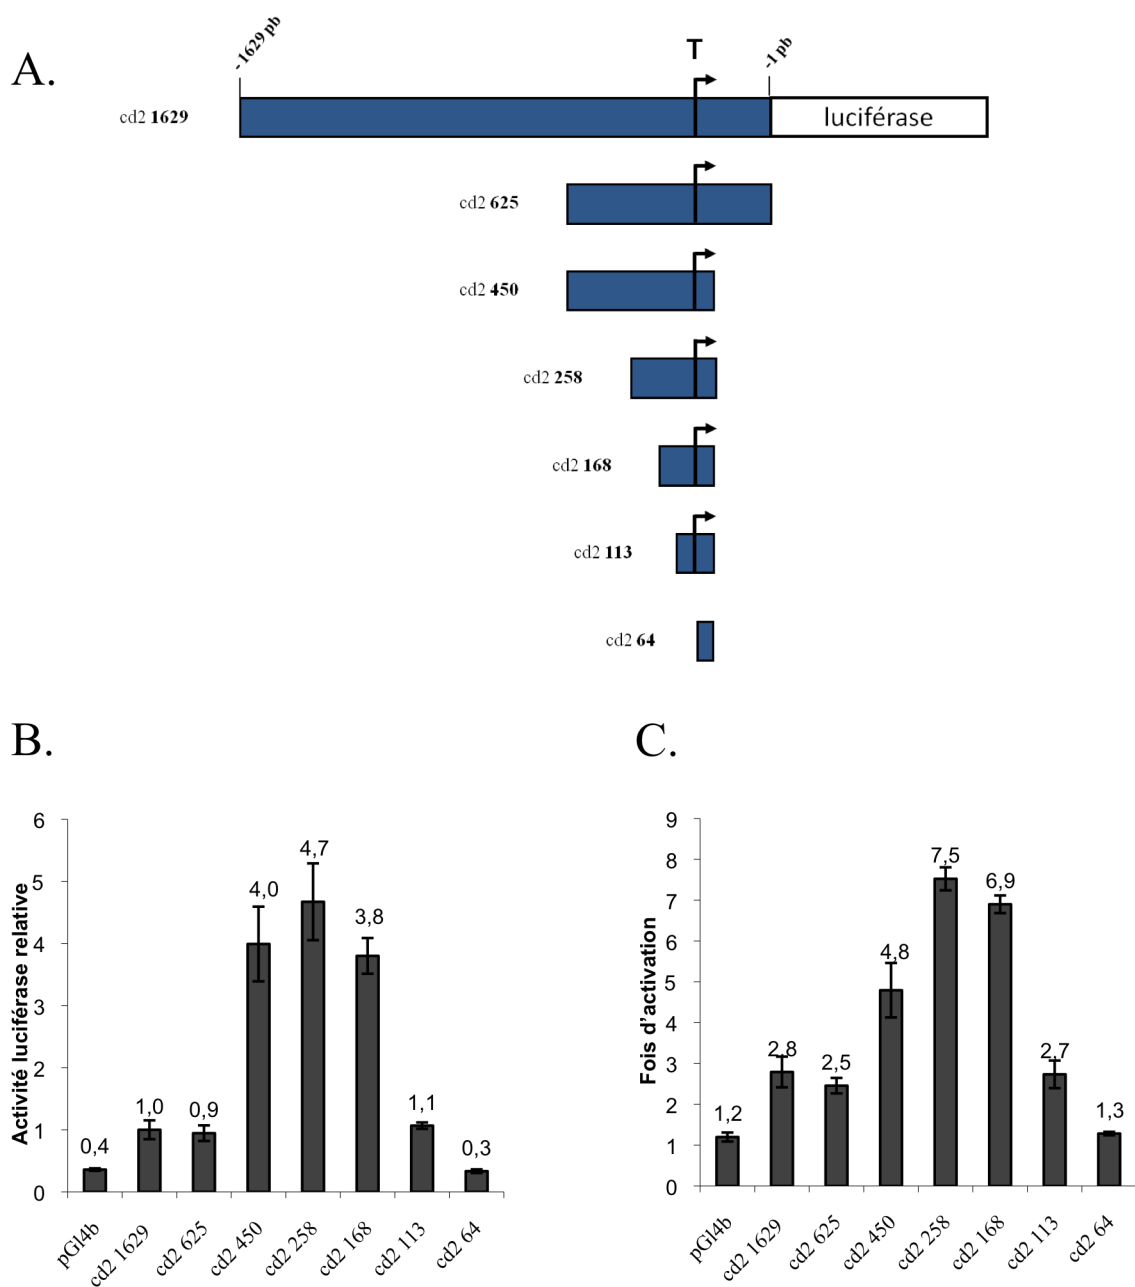 A.
- 1629 pb
T
-1 pb
cd2 1629
luciférase
cd2 625
cd2 450
cd2 258
cd2 168
cd2 113
cd2 64
B.
Activité luciférase relative
6
5
4
3
2
1
0
0,4
1,0
0,9
4,0
4,7
3,8
1,1
0,3
pGl4b
cd2 1629
cd2 625
cd2 450
cd2 258
cd2 168
cd2 113
cd2 64
C.
Fois d’activation
9
8
7
6
5
4
3
2
1
0
1,2
2,8
2,5
4,8
7,5
6,9
2,7
1,3
pGl4b
cd2 1629
cd2 625
cd2 450
cd2 258
cd2 168
cd2 113
cd2 64